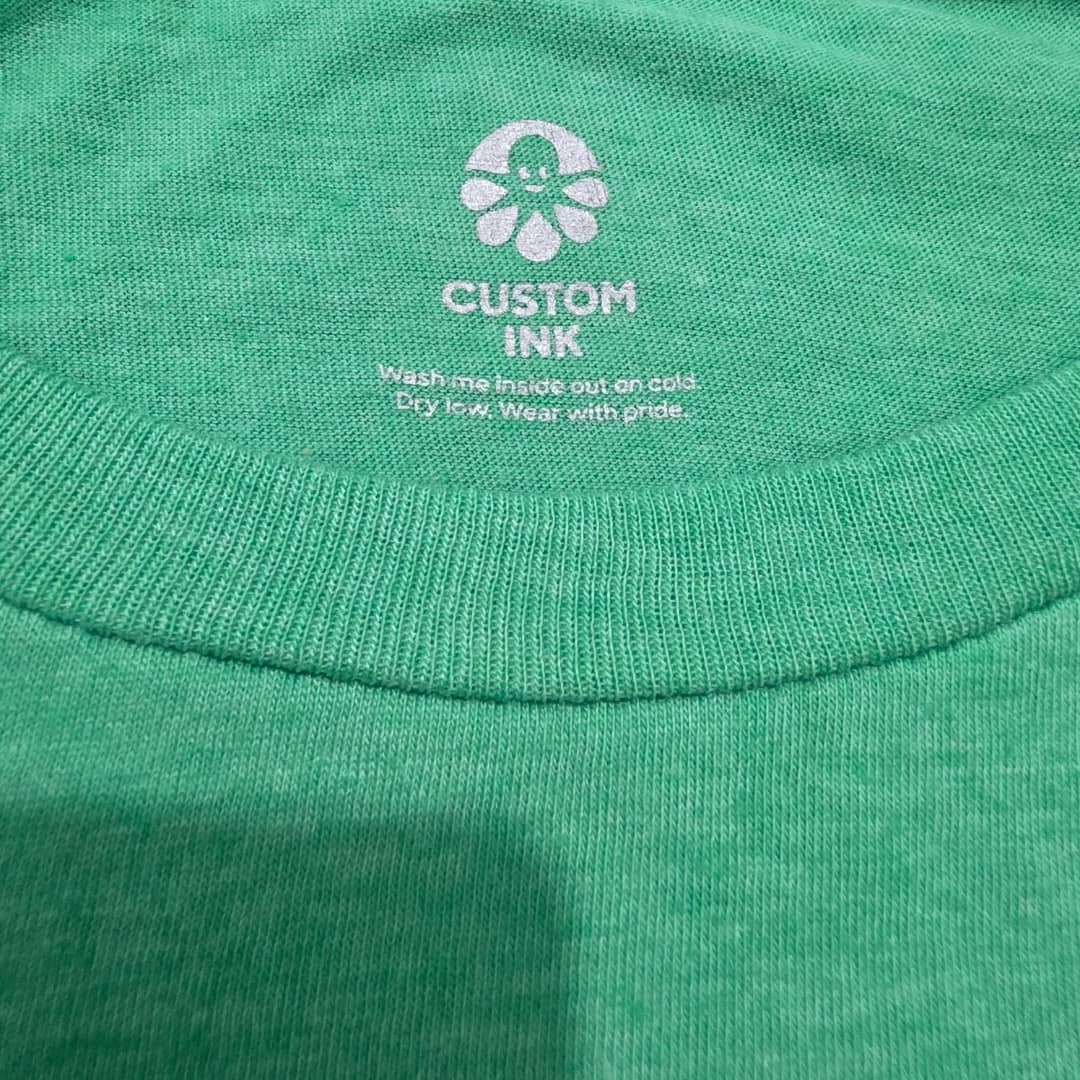 CUSTOM
INK
Wash me inside out on cold.
Dry low. Wear with pride.